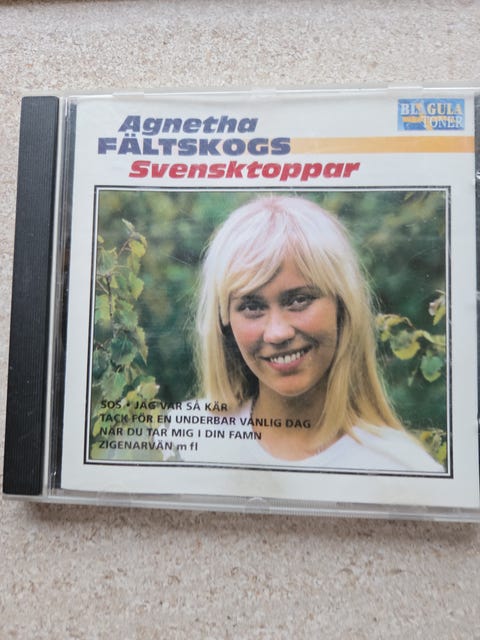 Agnetha
FÄLTSKOGS
Svensktoppar
BLÅGULA
TONER
SOS • JAG VAR SÅ KÄR
TACK FÖR EN UNDERBAR VÄNLIG DAG
NÄR DU TAR MIG I DIN FAMN
ZIGENARVÄN m fl